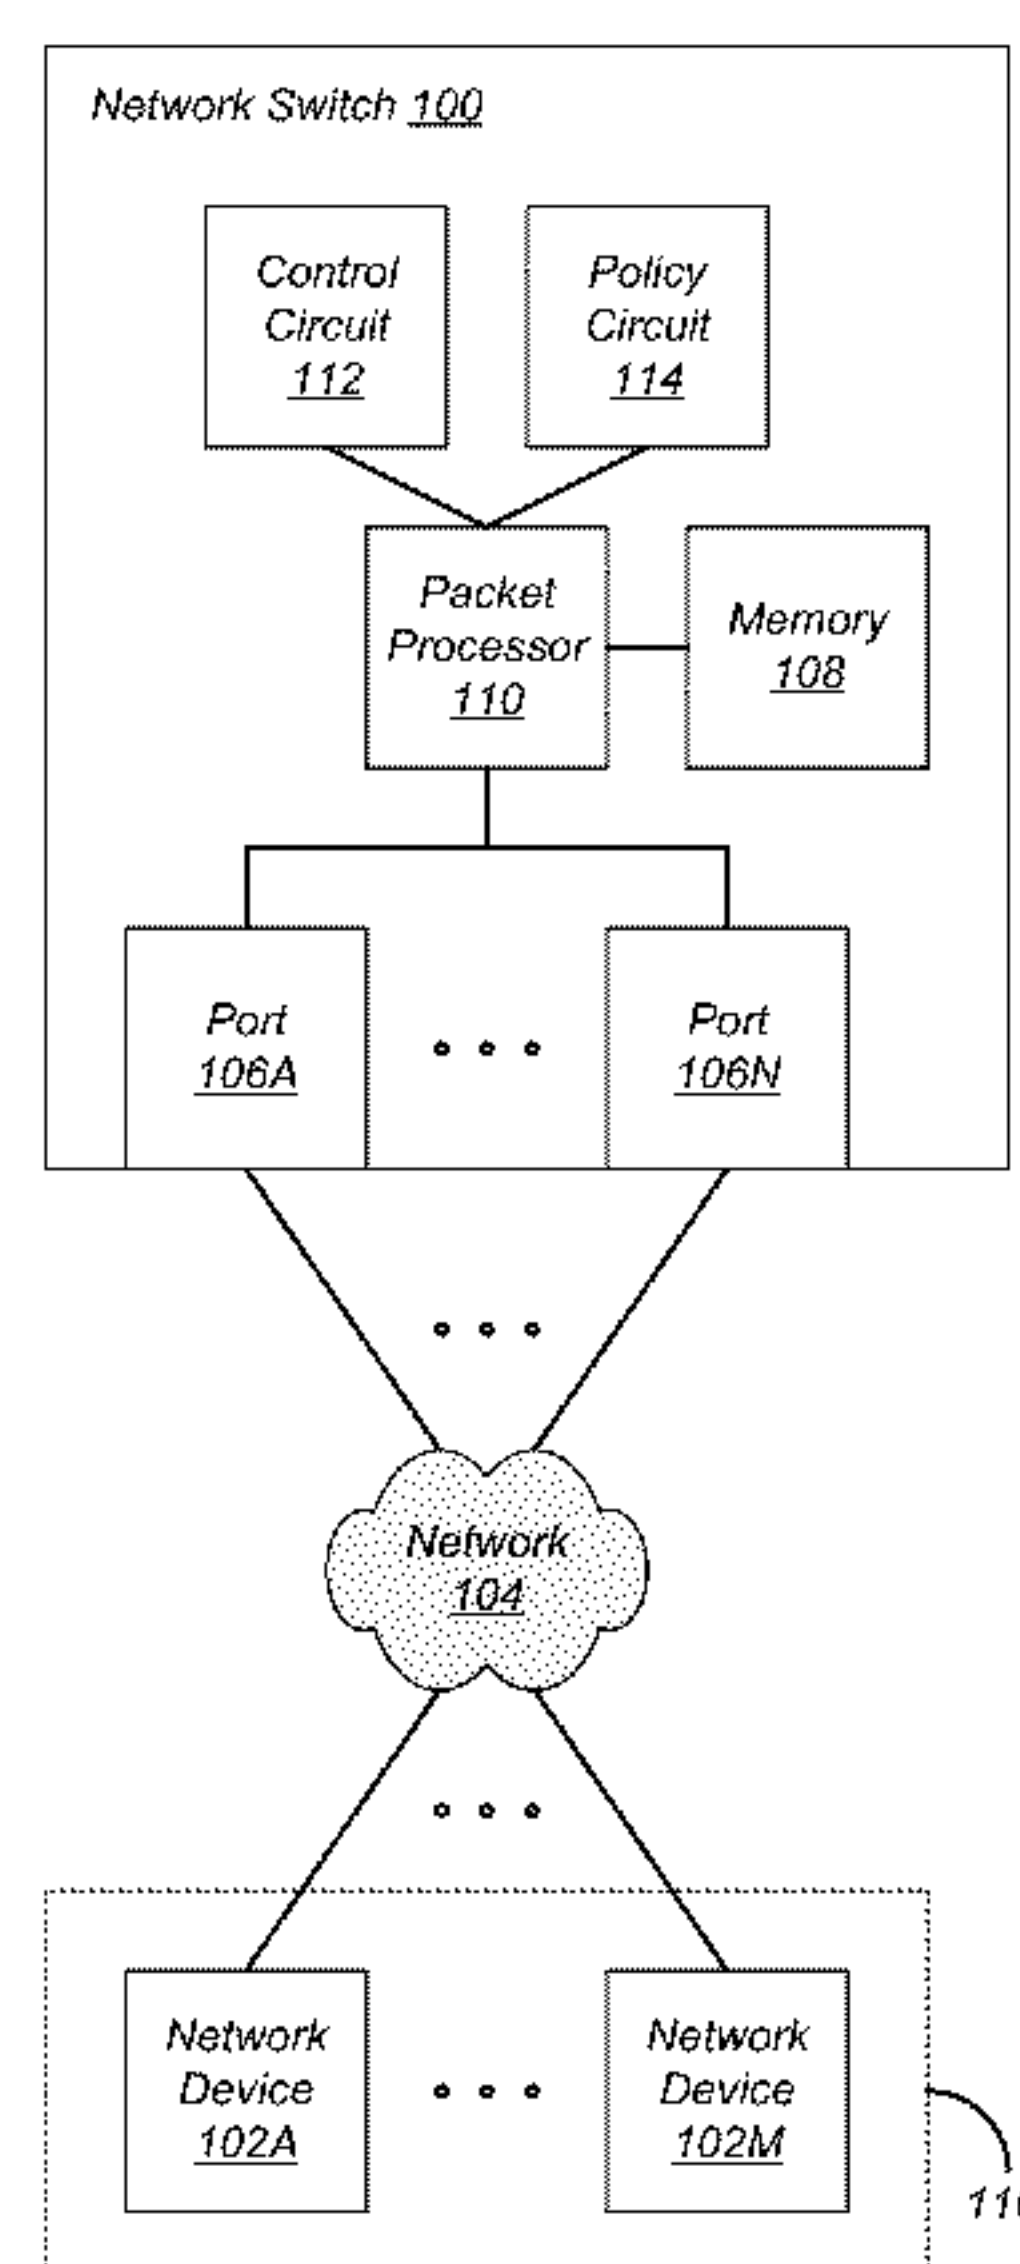 Network Switch 100
Control
Circuit
112
Policy
Circuit
114
Packet
Processor
110
Memory
108
Port
106A
Port
106N
Network
104
Network
Device
102A
Network
Device
102M